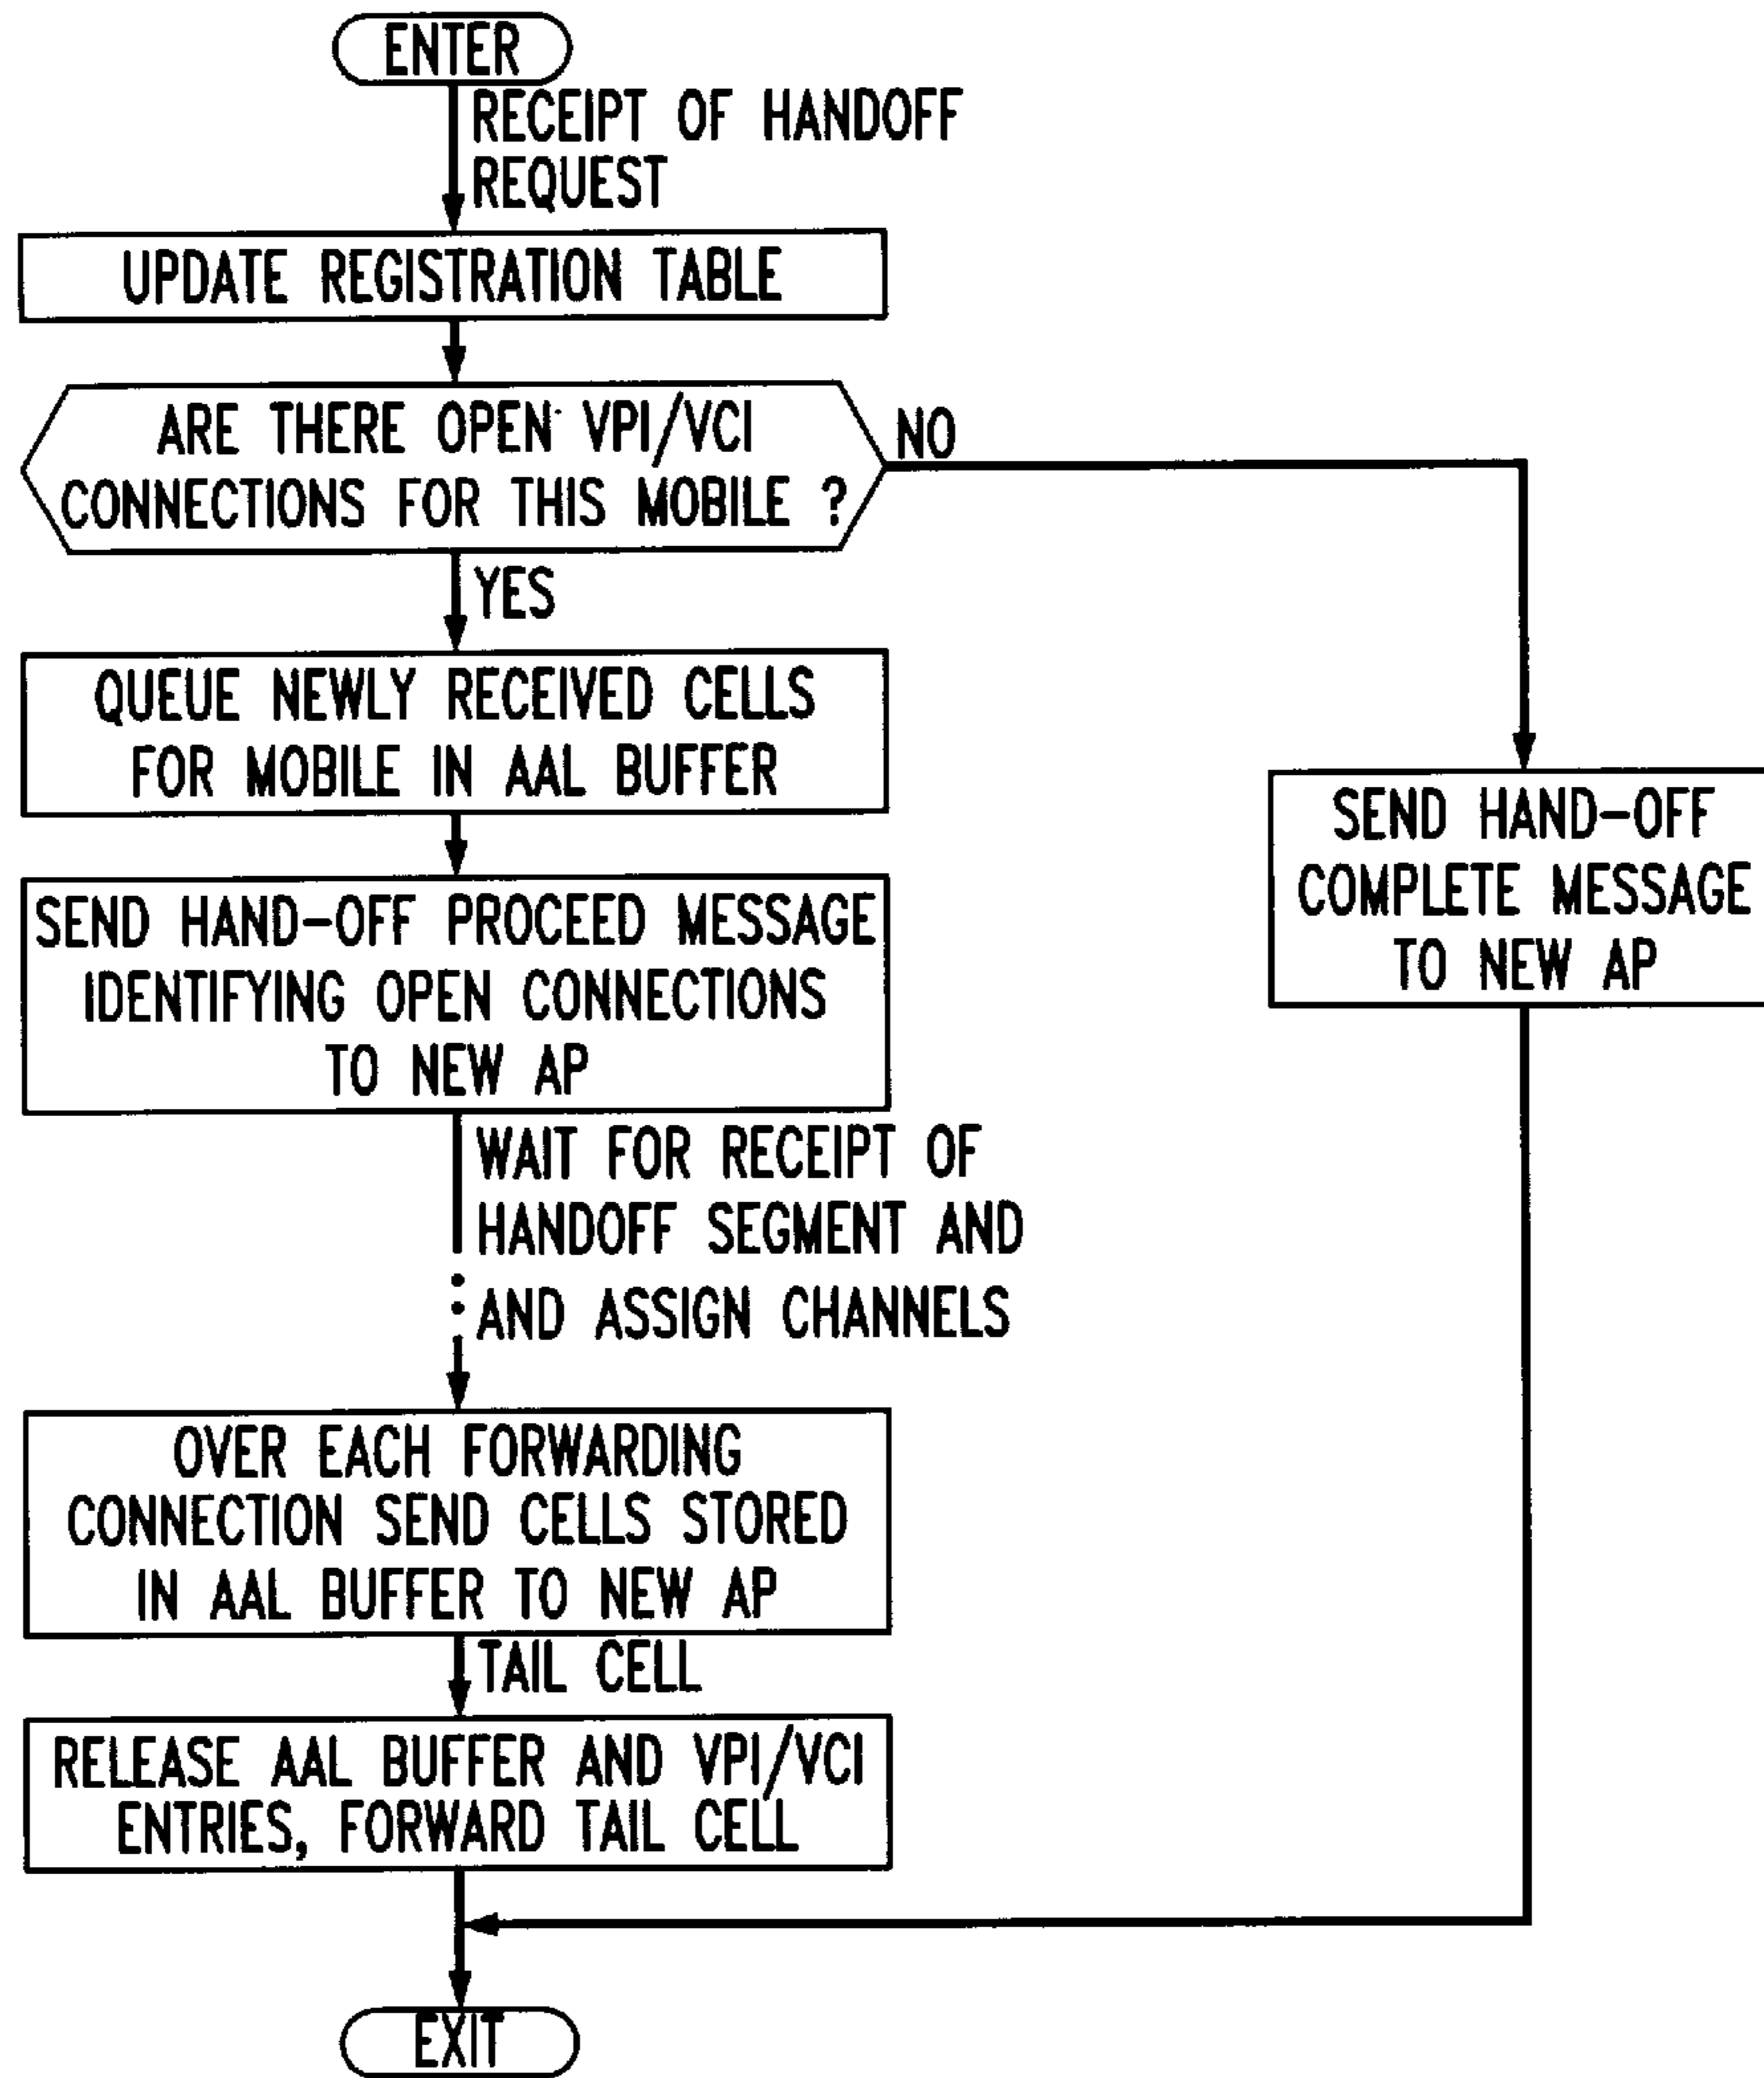 ENTER
RECEIPT OF HANDOFF
REQUEST
UPDATE REGISTRATION TABLE
ARE THERE OPEN VPI/VCI
CONNECTIONS FOR THIS MOBILE ?
NO
YES
QUEUE NEWLY RECEIVED CELLS
FOR MOBILE IN AAL BUFFER
SEND HAND-OFF PROCEED MESSAGE
IDENTIFYING OPEN CONNECTIONS
TO NEW AP
SEND HAND-OFF
COMPLETE MESSAGE
TO NEW AP
WAIT FOR RECEIPT OF
HANDOFF SEGMENT AND
AND ASSIGN CHANNELS
OVER EACH FORWARDING
CONNECTION SEND CELLS STORED
IN AAL BUFFER TO NEW AP
TAIL CELL
RELEASE AAL BUFFER AND VPI/VCI
ENTRIES, FORWARD TAIL CELL
EXIT